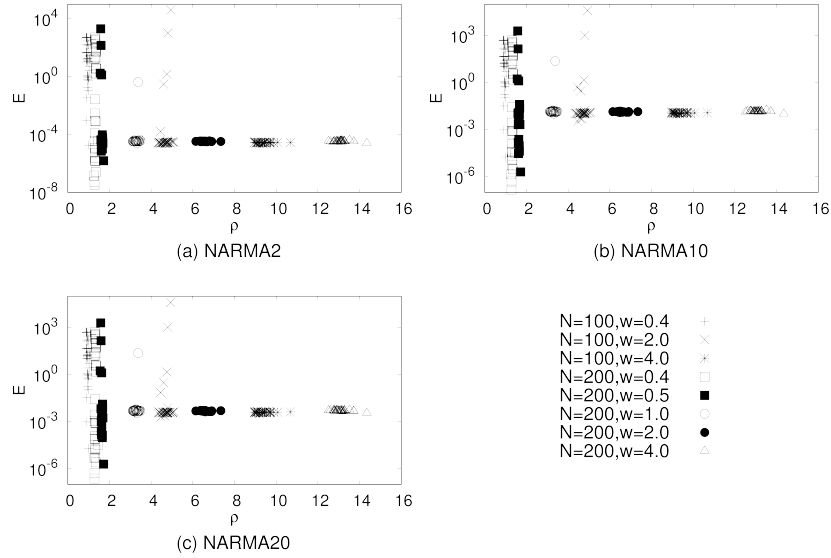 10^4
10^0
10^-4
10^-8
E
0 2 4 6 8 10 12 14 16
ρ
(a) NARMA2
10^3
10^0
10^-3
10^-6
E
0 2 4 6 8 10 12 14 16
ρ
(b) NARMA10
10^3
10^0
10^-3
10^-6
E
0 2 4 6 8 10 12 14 16
ρ
(c) NARMA20
N=100,w=0.4
N=100,w=2.0
N=100,w=4.0
N=200,w=0.4
N=200,w=0.5
N=200,w=1.0
N=200,w=2.0
N=200,w=4.0